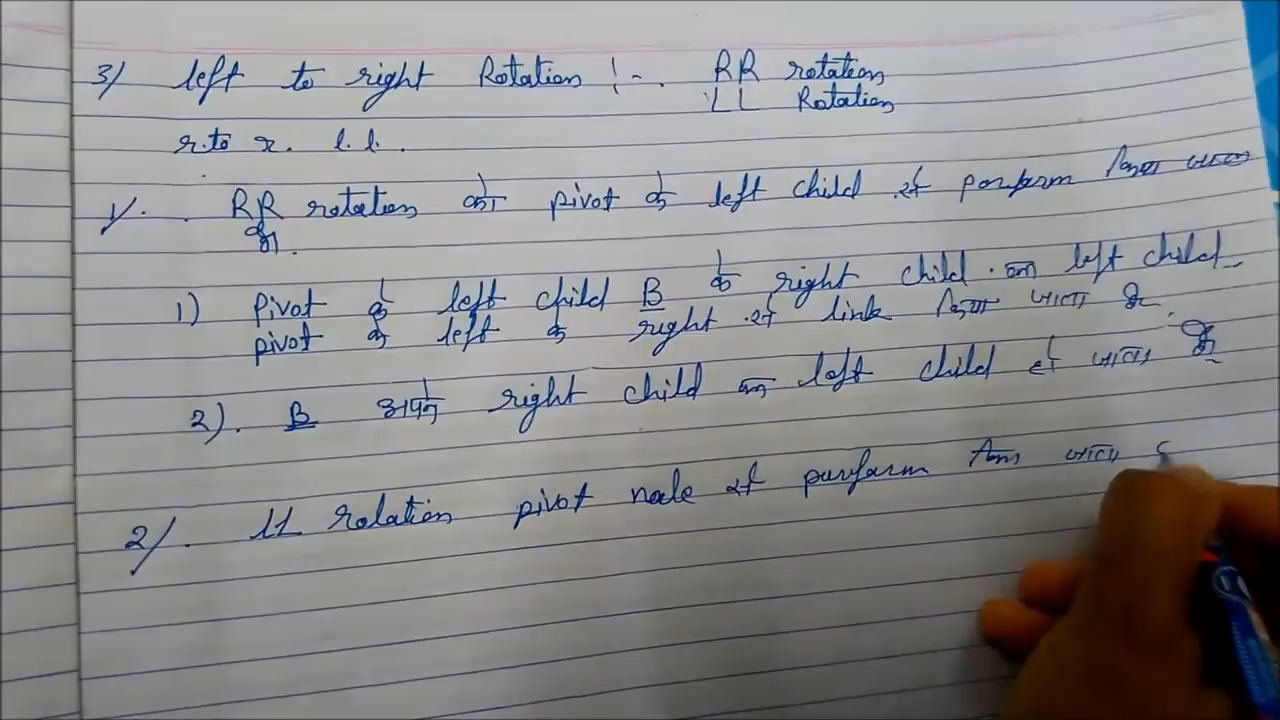 3) left to right Rotation :- RR rotation
LL Rotation
r. to x. l.l.
1). RR rotation को pivot के left child से perform किया जाता
है।
1) Pivot के left child B के right child का left child
pivot के left के right से link किया जाता है
2). B अपने right child का left child हो जाता है
2). LL rolation pivot node से purfarm किया जाता